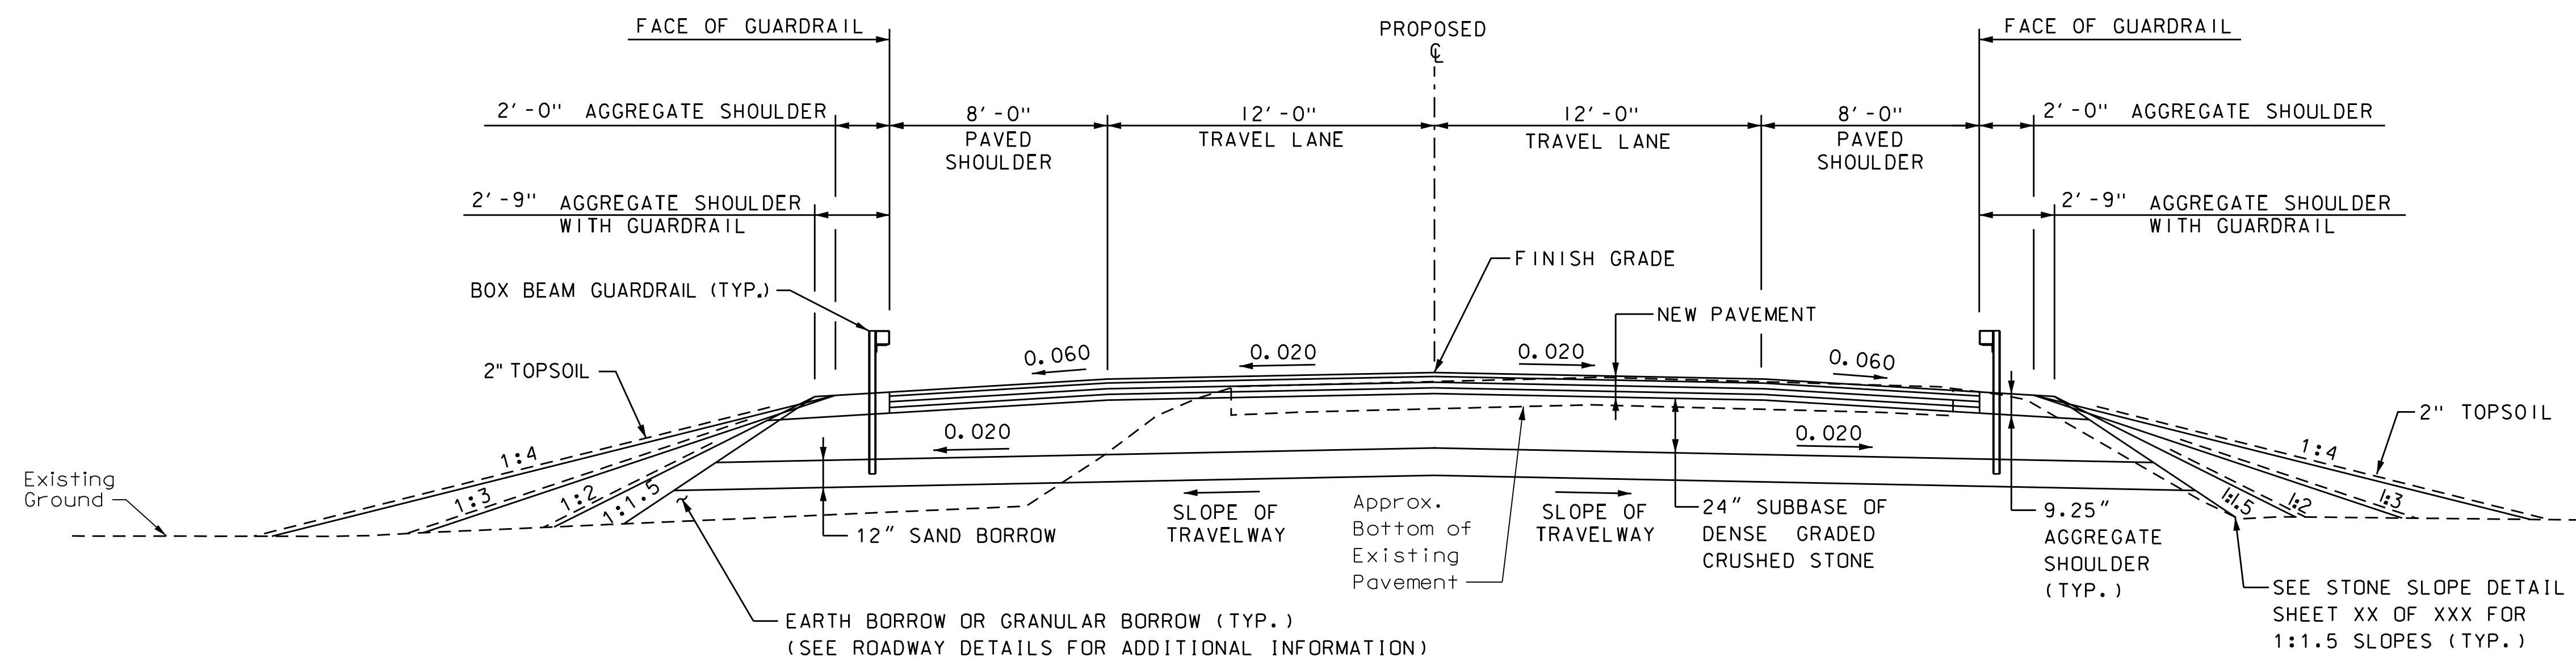 FACE OF GUARDRAIL
PROPOSED
℄
FACE OF GUARDRAIL
2'-0" AGGREGATE SHOULDER
8'-0"
PAVED
SHOULDER
12'-0"
TRAVEL LANE
12'-0"
TRAVEL LANE
8'-0"
PAVED
SHOULDER
2'-0" AGGREGATE SHOULDER
2'-9" AGGREGATE SHOULDER
WITH GUARDRAIL
2'-9" AGGREGATE SHOULDER
WITH GUARDRAIL
FINISH GRADE
BOX BEAM GUARDRAIL (TYP.)
NEW PAVEMENT
2" TOPSOIL
0.060
0.020
0.020
0.060
2" TOPSOIL
0.020
0.020
1:4
1:3
1:2
1:1.5
1:4
1:3
1:2
1:1.5
Existing
Ground
12" SAND BORROW
SLOPE OF
TRAVELWAY
Approx.
Bottom of
Existing
Pavement
SLOPE OF
TRAVELWAY
24" SUBBASE OF
DENSE GRADED
CRUSHED STONE
9.25"
AGGREGATE
SHOULDER
(TYP.)
SEE STONE SLOPE DETAIL
SHEET XX OF XXX FOR
1:1.5 SLOPES (TYP.)
EARTH BORROW OR GRANULAR BORROW (TYP.)
(SEE ROADWAY DETAILS FOR ADDITIONAL INFORMATION)